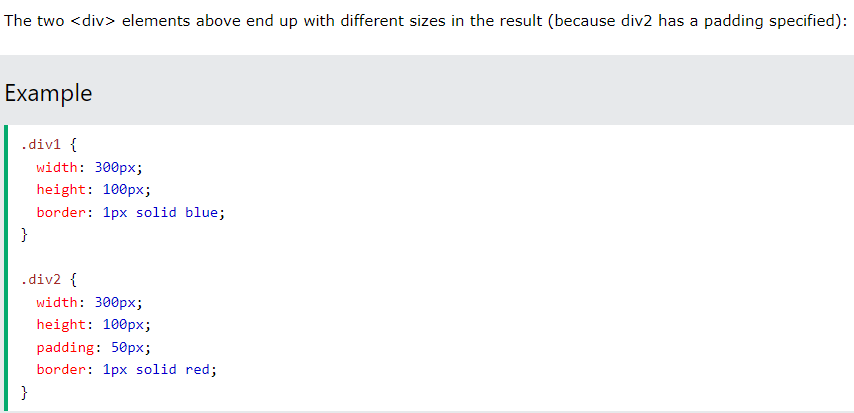 The two <div> elements above end up with different sizes in the result (because div2 has a padding specified):
Example
.div1 {
  width: 300px;
  height: 100px;
  border: 1px solid blue;
}

.div2 {
  width: 300px;
  height: 100px;
  padding: 50px;
  border: 1px solid red;
}